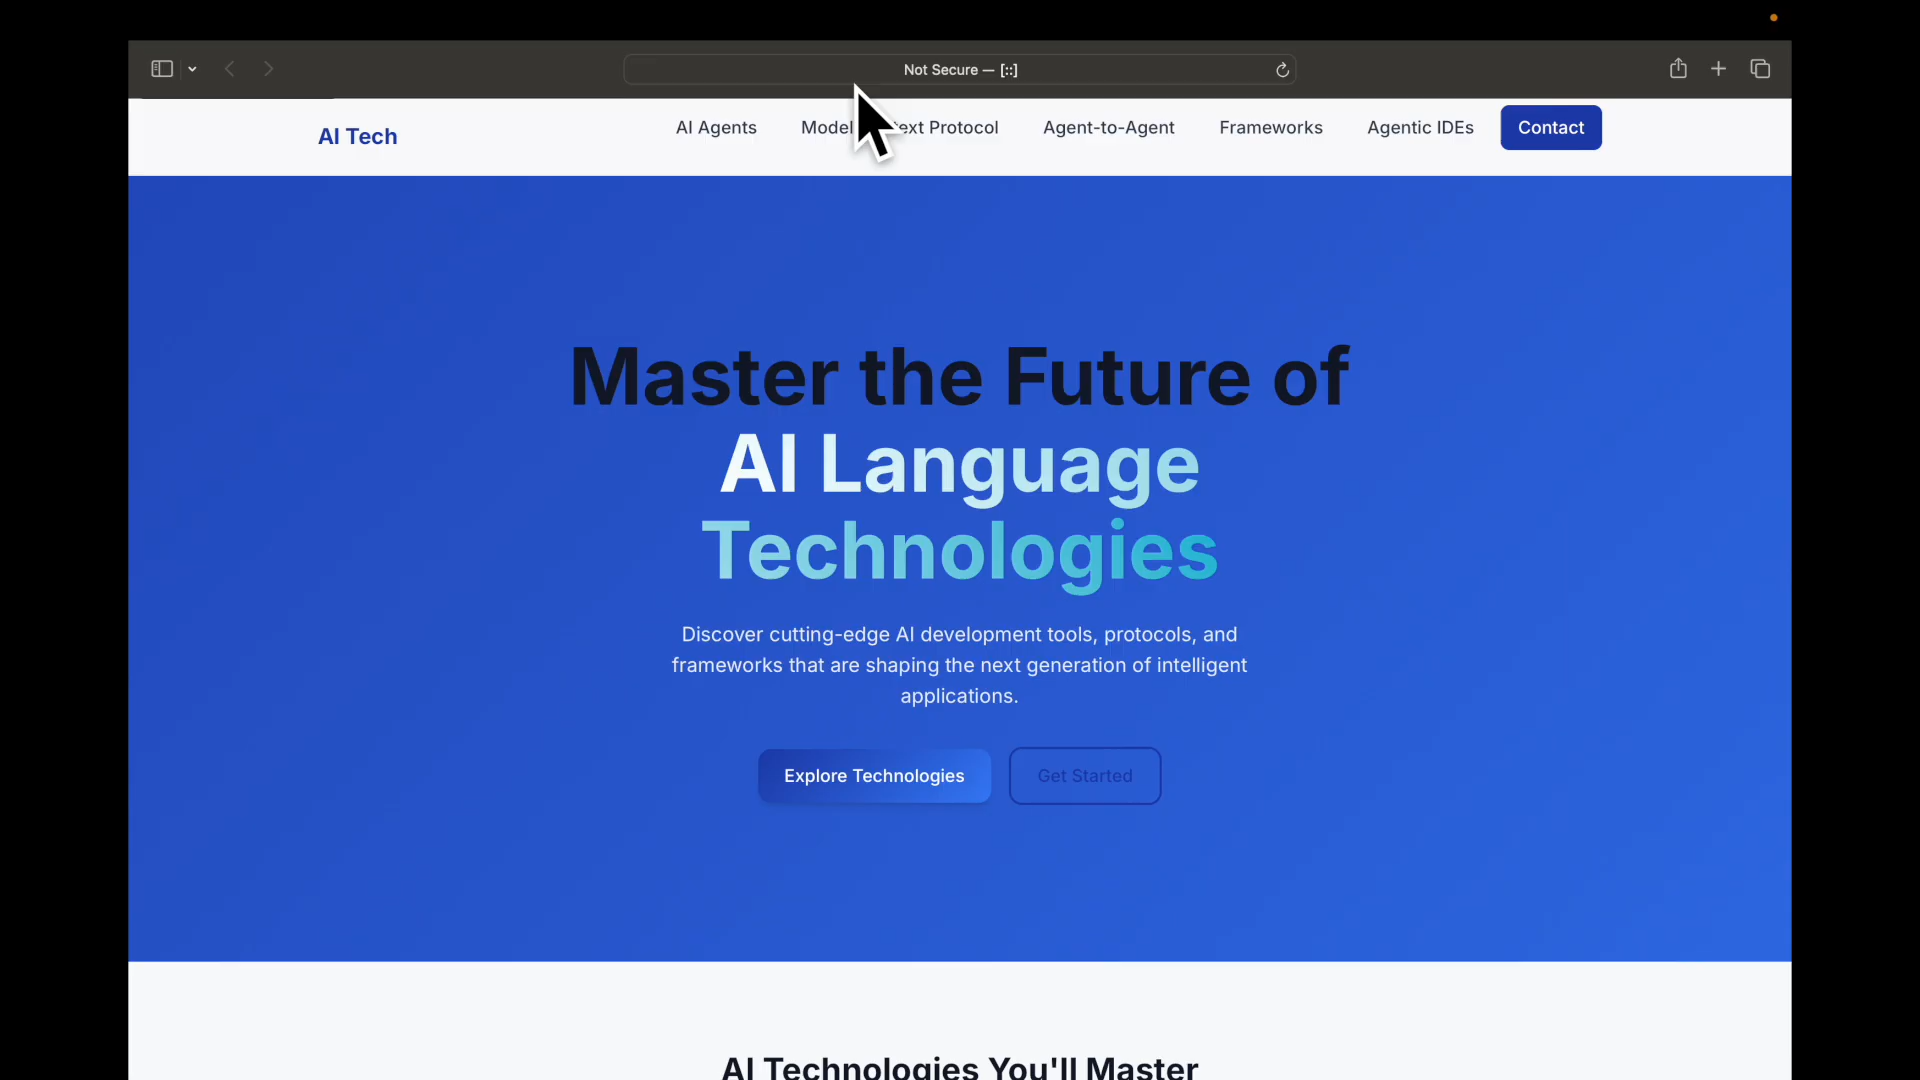 Not Secure — [::]
AI Tech
AI Agents
Model text Protocol
Agent-to-Agent
Frameworks
Agentic IDEs
Contact
Master the Future of
AI Language
Technologies
Discover cutting-edge AI development tools, protocols, and
frameworks that are shaping the next generation of intelligent
applications.
Explore Technologies
Get Started
AI Technologies You'll Master